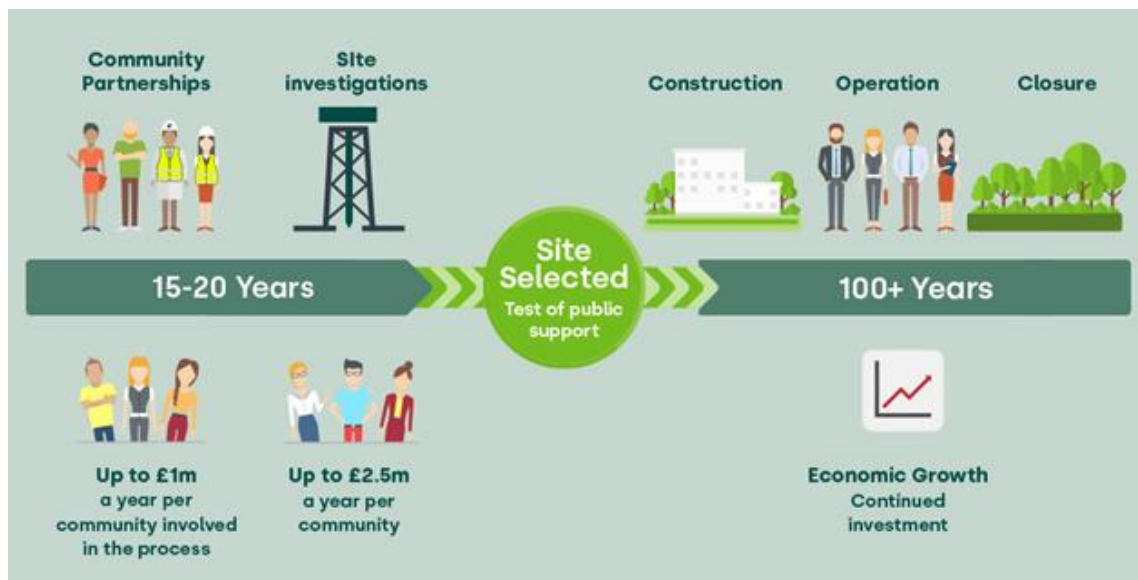 Community
Partnerships
SIte
investigations
Construction
Operation
Closure
15-20 Years
Site
Selected
Test of public
support
100+ Years
Up to £1m
a year per
community involved
in the process
Up to £2.5m
a year per
community
Economic Growth
Continued
investment